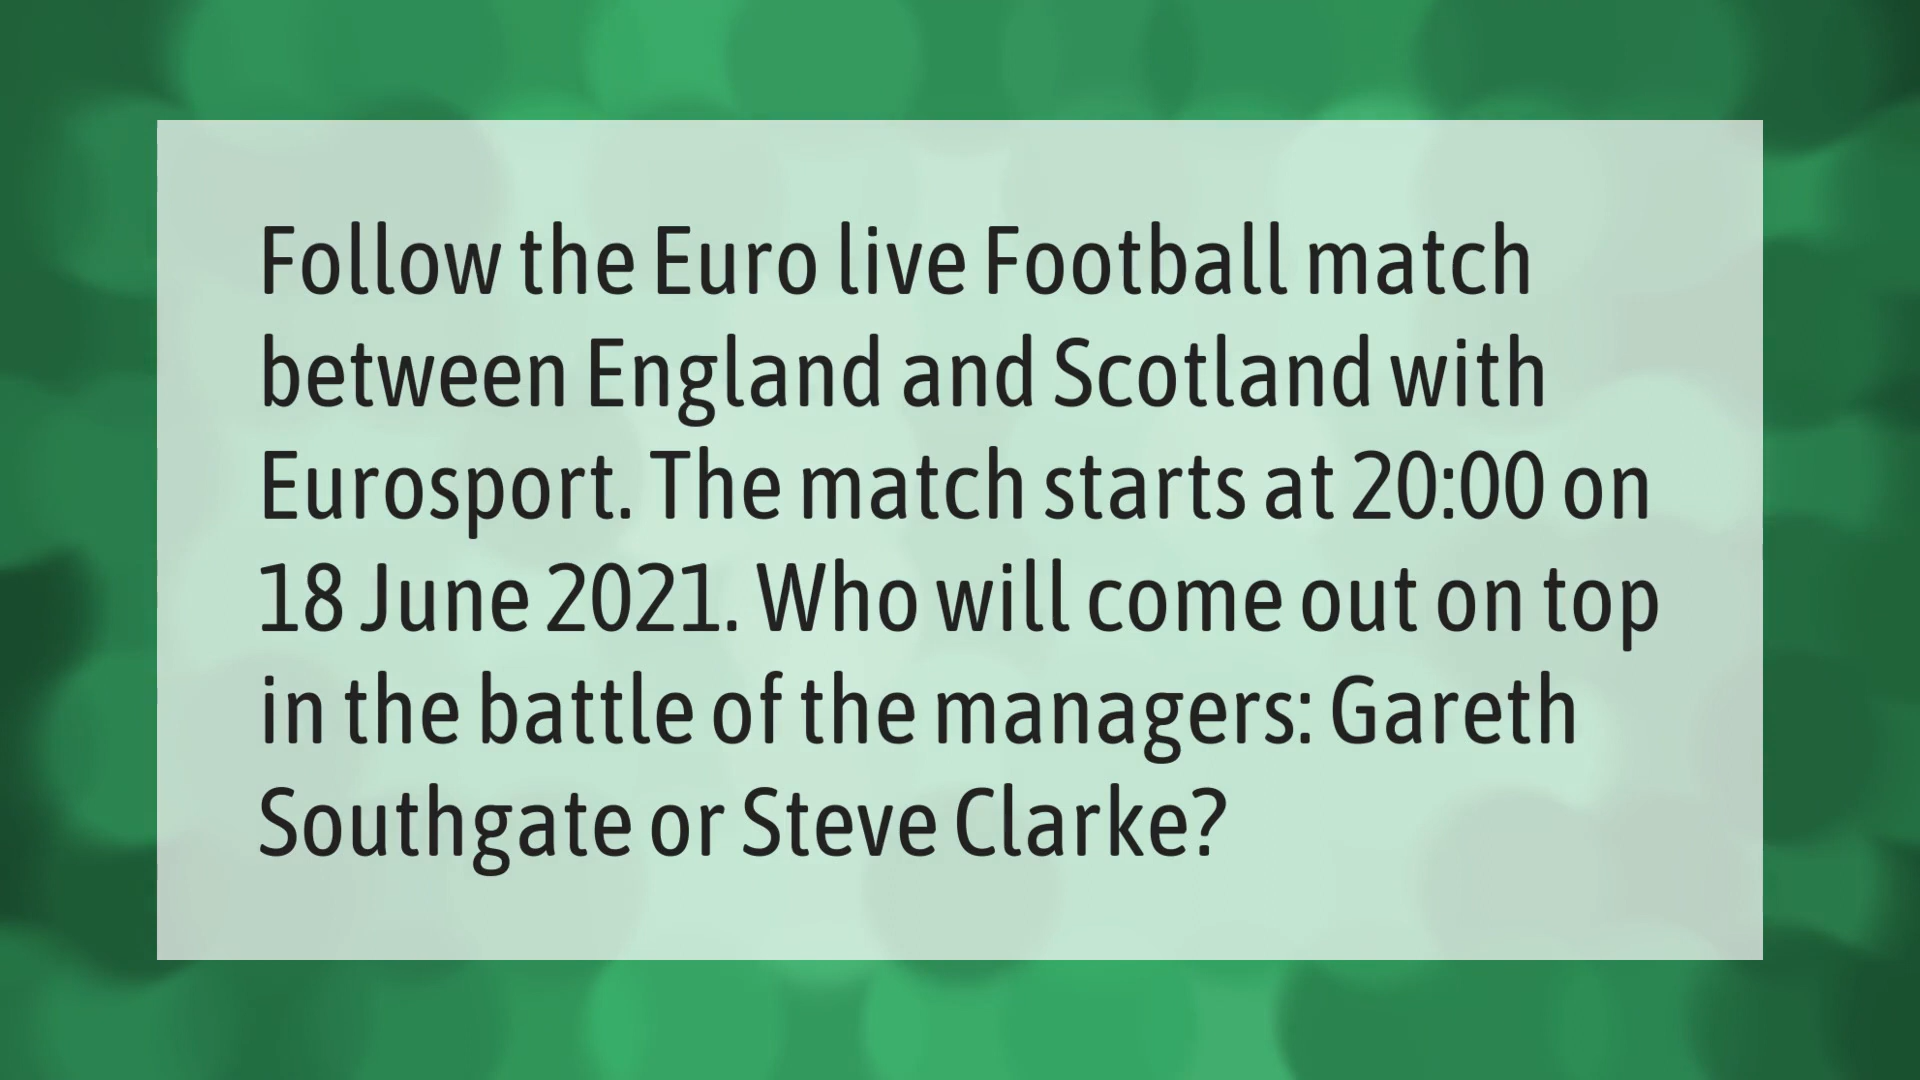 Follow the Euro live Football match
between England and Scotland with
Eurosport. The match starts at 20:00 on
18 June 2021. Who will come out on top
in the battle of the managers: Gareth
Southgate or Steve Clarke?